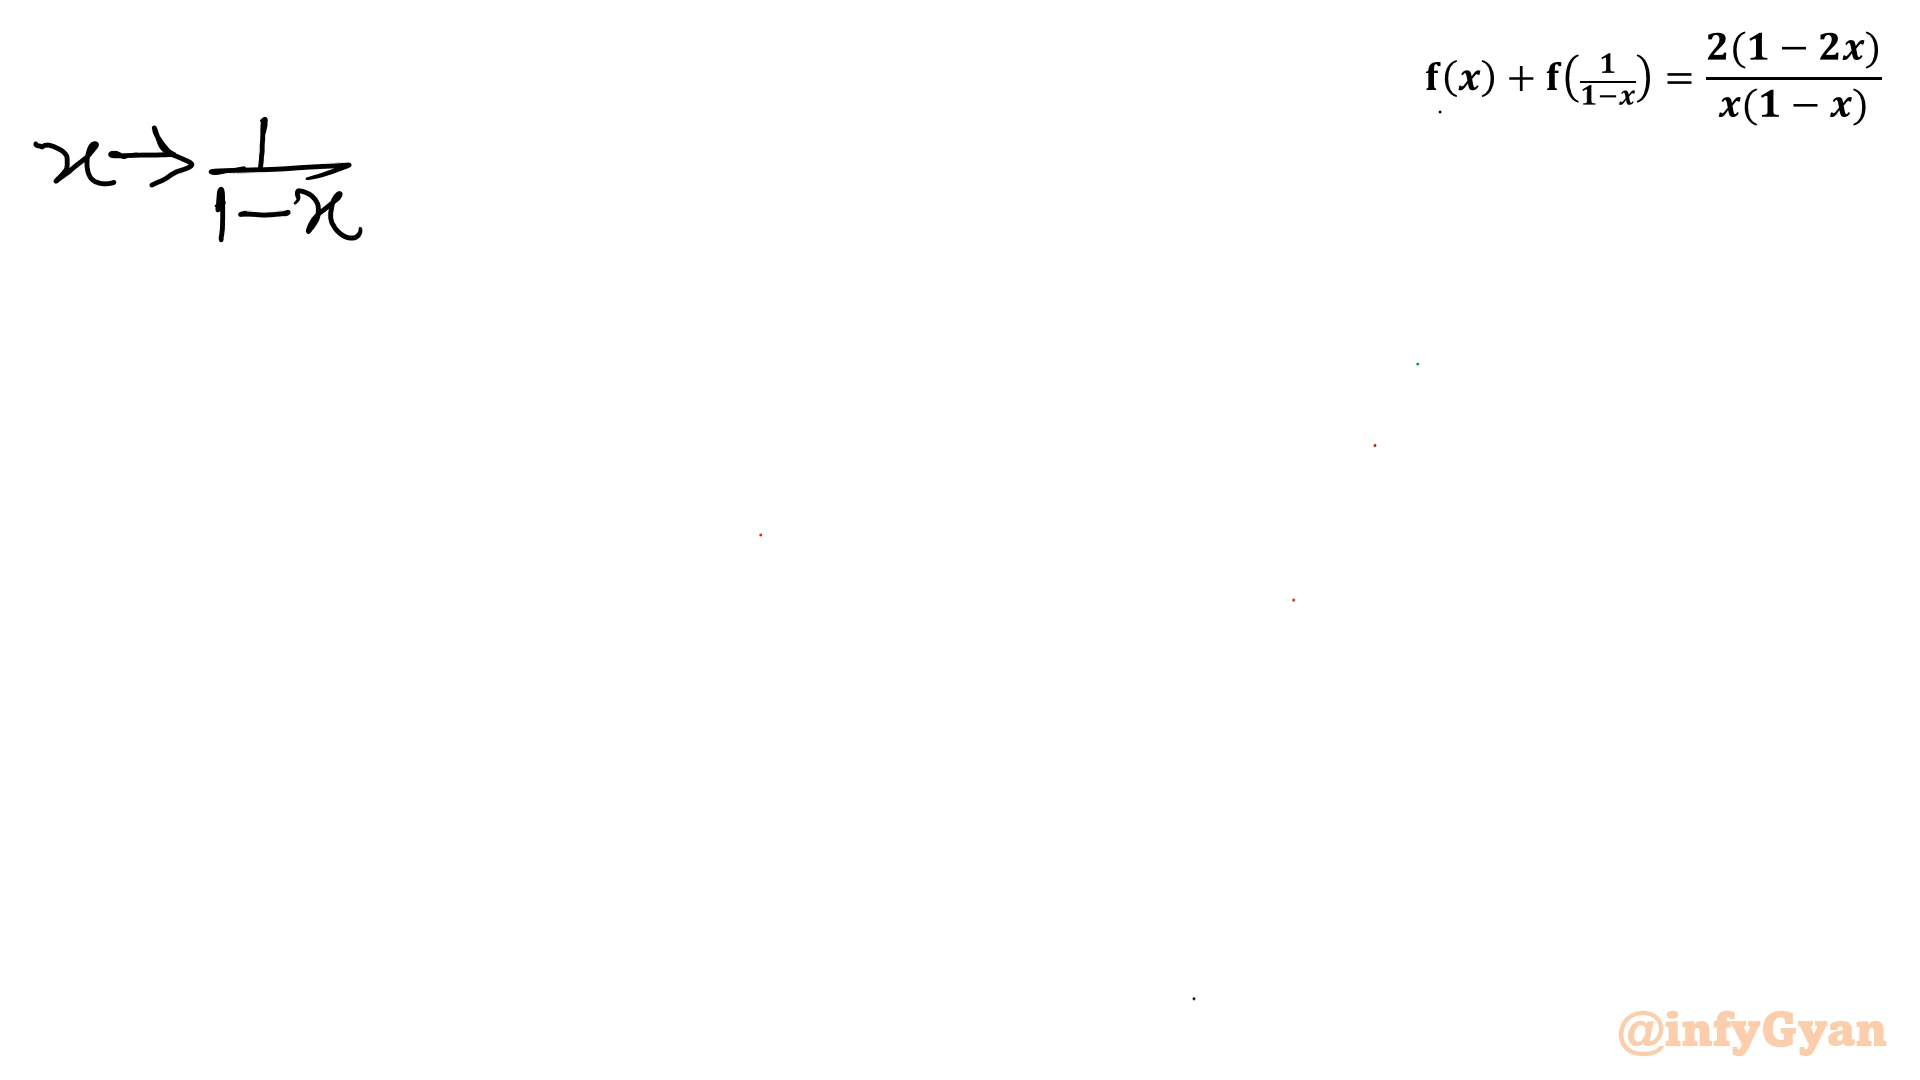 f(x) + f(1/(1−x)) = 2(1 − 2x)/(x(1 − x))
x → 1/(1−x)
@infyGyan